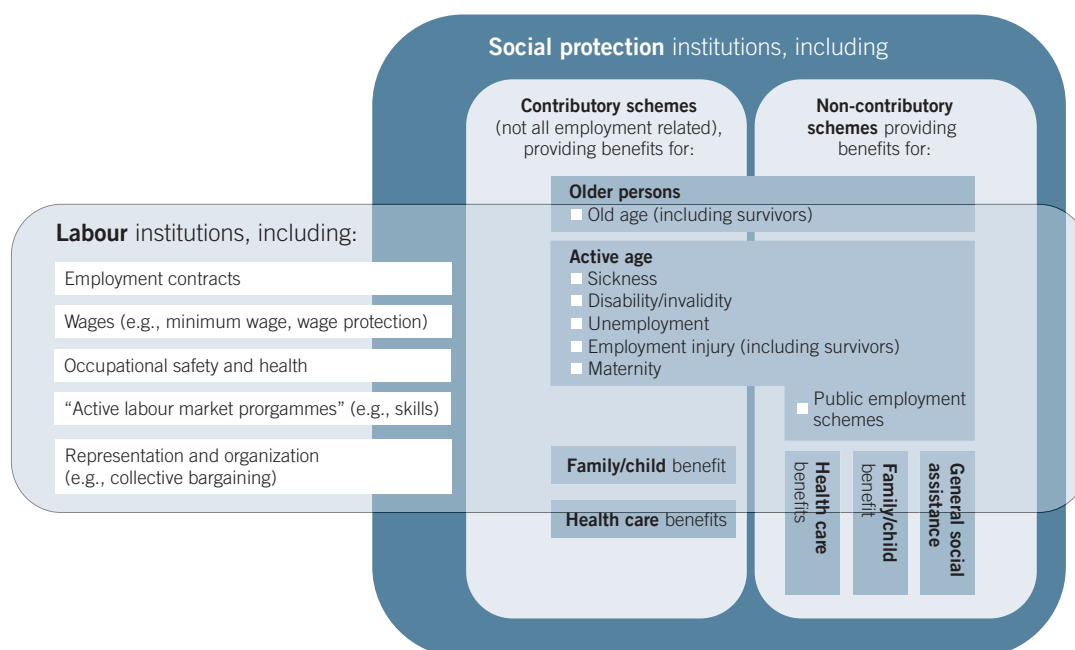 Social protection institutions, including
Contributory schemes
(not all employment related),
providing benefits for:
Non-contributory
schemes providing
benefits for:
Older persons
Old age (including survivors)
Labour institutions, including:
Employment contracts
Wages (e.g., minimum wage, wage protection)
Occupational safety and health
“Active labour market prorgammes” (e.g., skills)
Representation and organization
(e.g., collective bargaining)
Active age
Sickness
Disability/invalidity
Unemployment
Employment injury (including survivors)
Maternity
Public employment
schemes
Family/child benefit
Health care benefits
Health care
benefits
Family/child
benefit
General social
assistance